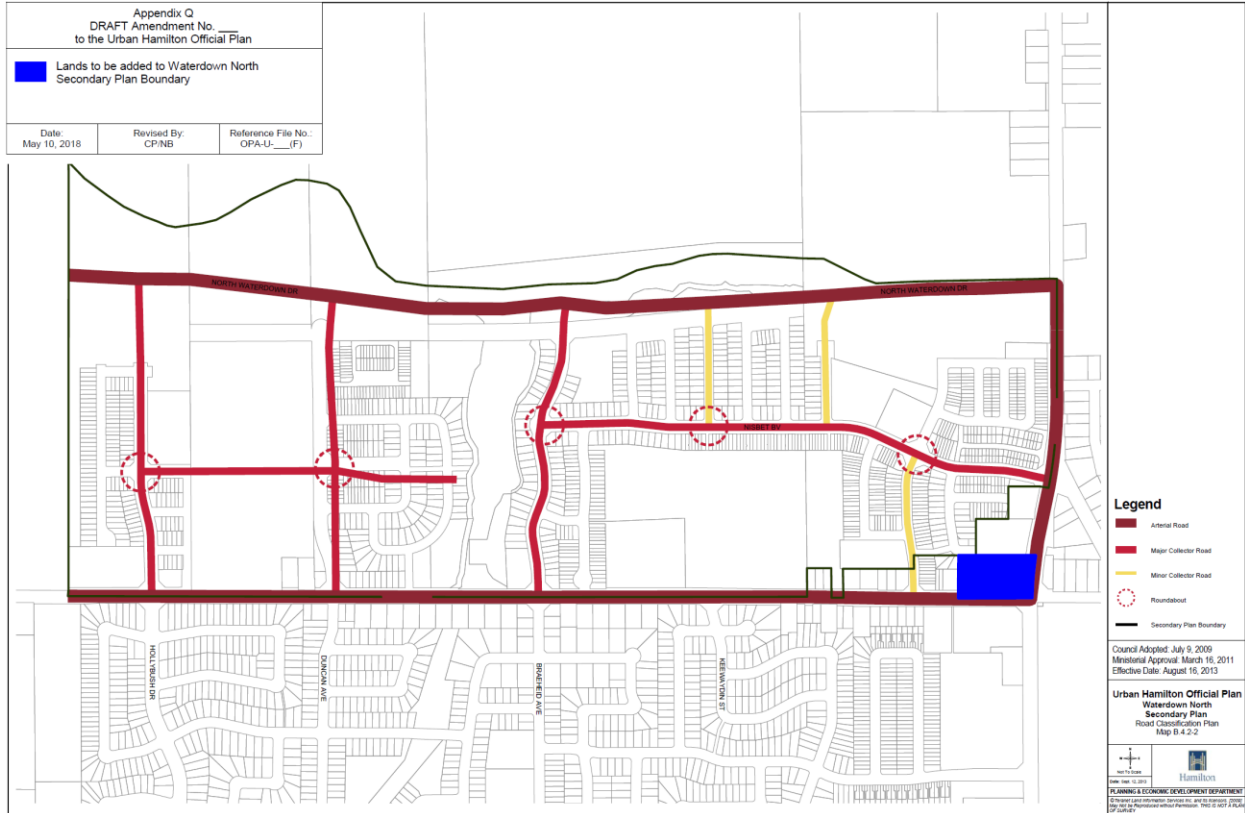 Appendix Q
DRAFT Amendment No. ___
to the Urban Hamilton Official Plan
Lands to be added to Waterdown North
Secondary Plan Boundary
Date:
May 10, 2018
Revised By:
CP/NB
Reference File No.:
OPA-U-___(F)
NORTH WATERDOWN DR
NORTH WATERDOWN DR
NISBET BV
HOLLYBUSH DR
DUNCAN AVE
BRAEHEID AVE
KEEWAYDIN ST
Legend
Arterial Road
Major Collector Road
Minor Collector Road
Roundabout
Secondary Plan Boundary
Council Adopted: July 9, 2009
Ministerial Approval: March 16, 2011
Effective Date: August 16, 2013
Urban Hamilton Official Plan
Waterdown North
Secondary Plan
Road Classification Plan
Map B.4.2-2
Not To Scale
Hamilton
PLANNING & ECONOMIC DEVELOPMENT DEPARTMENT